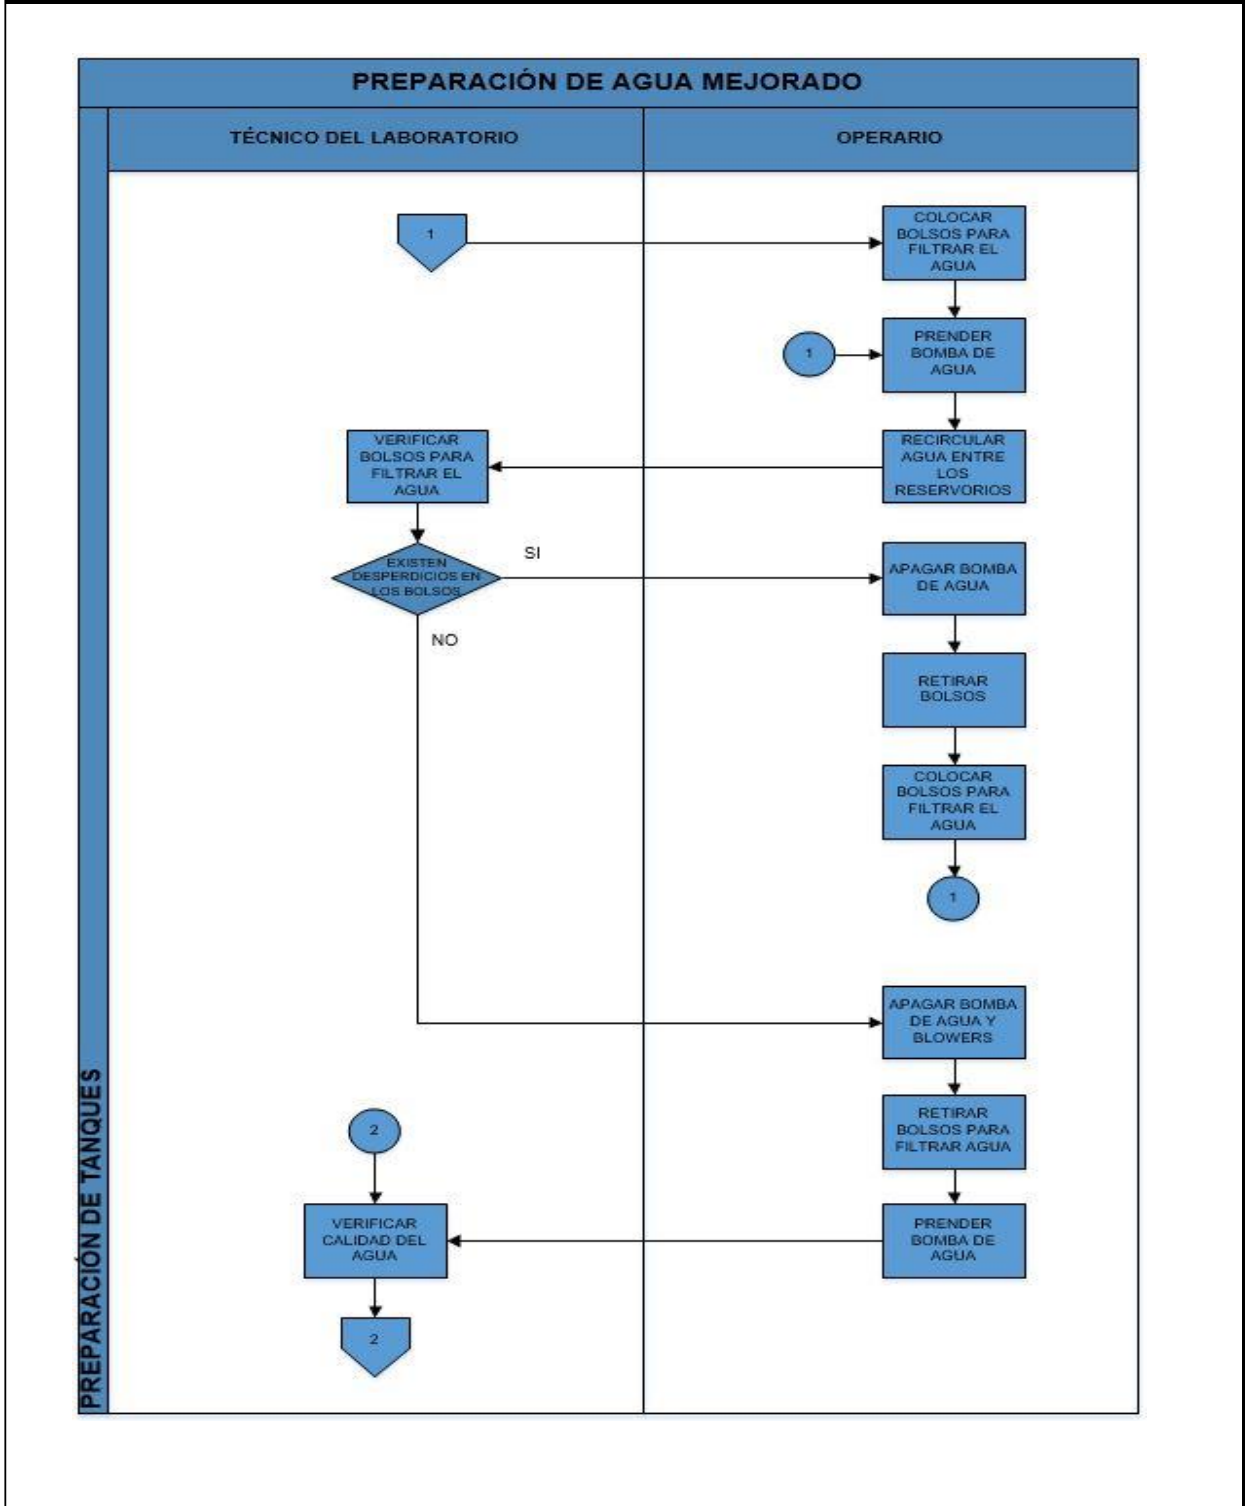 PREPARACIÓN DE AGUA MEJORADO
TÉCNICO DEL LABORATORIO
OPERARIO
PREPARACIÓN DE TANQUES
1
COLOCAR
BOLSOS PARA
FILTRAR EL
AGUA
1
PRENDER
BOMBA DE
AGUA
VERIFICAR
BOLSOS PARA
FILTRAR EL
AGUA
RECIRCULAR
AGUA ENTRE
LOS
RESERVORIOS
EXISTEN
DESPERDICIOS EN
LOS BOLSOS
SI
NO
APAGAR BOMBA
DE AGUA
RETIRAR
BOLSOS
COLOCAR
BOLSOS PARA
FILTRAR EL
AGUA
1
APAGAR BOMBA
DE AGUA Y
BLOWERS
RETIRAR
BOLSOS PARA
FILTRAR AGUA
2
VERIFICAR
CALIDAD DEL
AGUA
PRENDER
BOMBA DE
AGUA
2